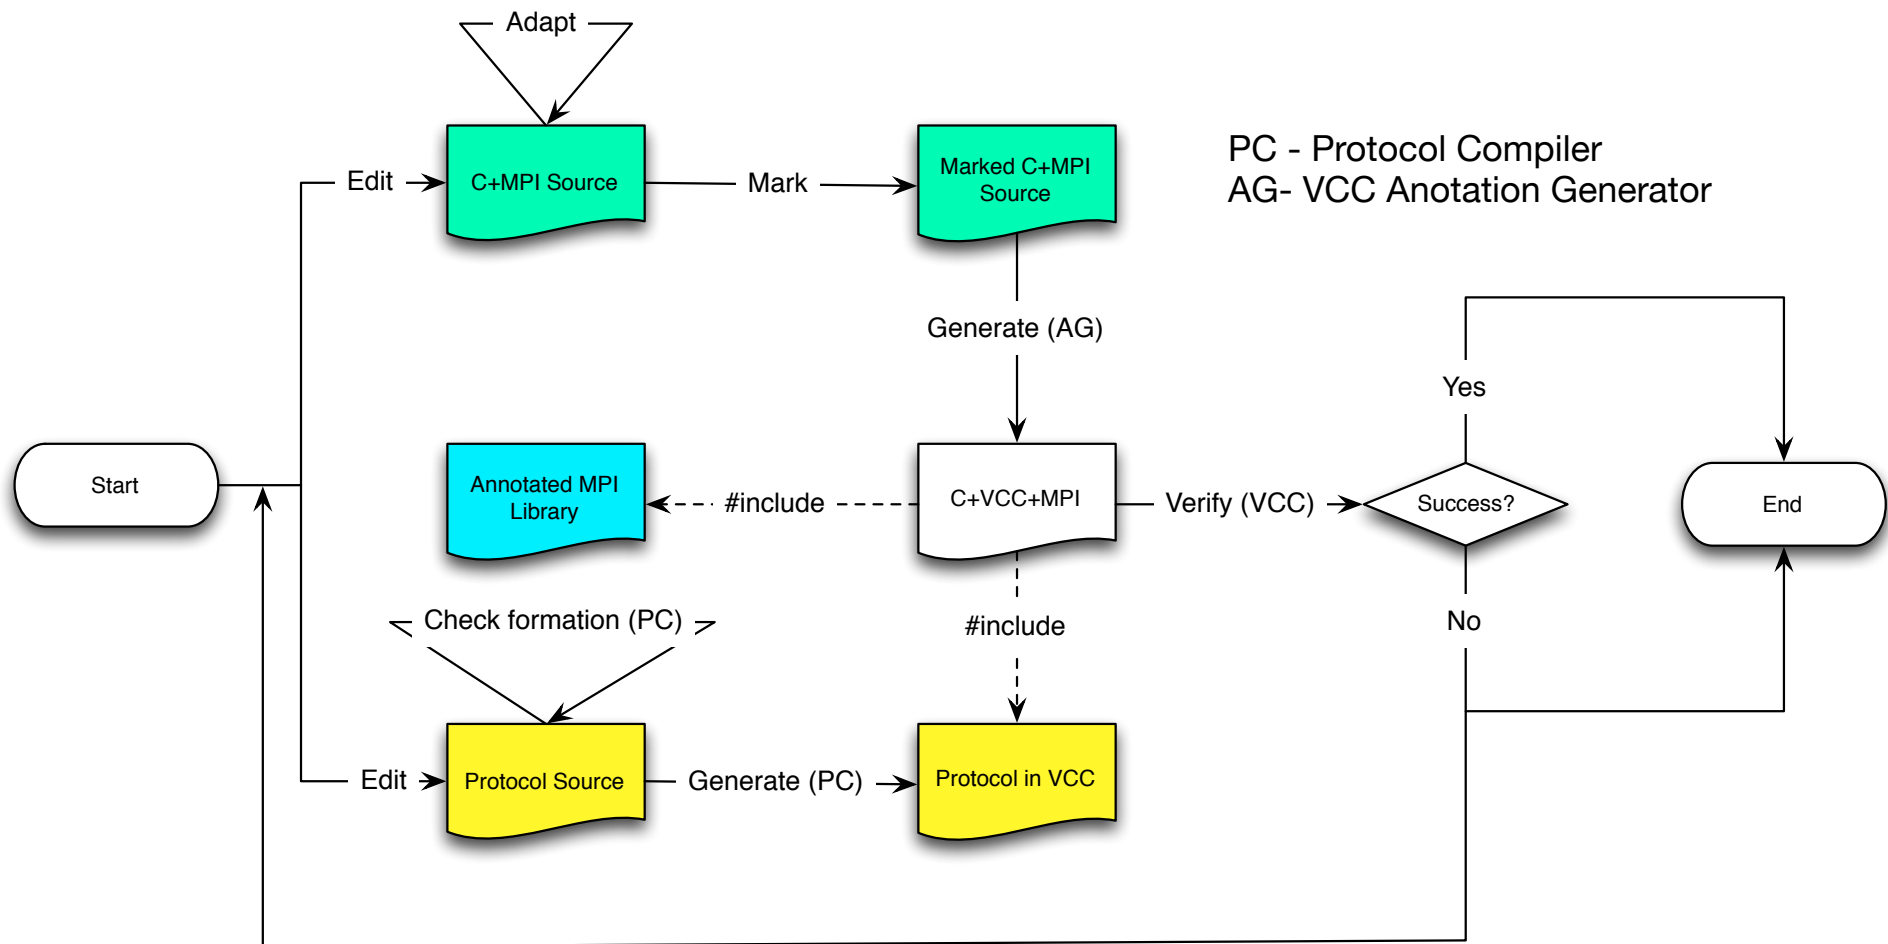 Adapt
Edit
C+MPI Source
Mark
Marked C+MPI
Source
PC - Protocol Compiler
AG- VCC Anotation Generator
Generate (AG)
Yes
Start
Annotated MPI
Library
#include
C+VCC+MPI
Verify (VCC)
Success?
End
Check formation (PC)
#include
No
Edit
Protocol Source
Generate (PC)
Protocol in VCC